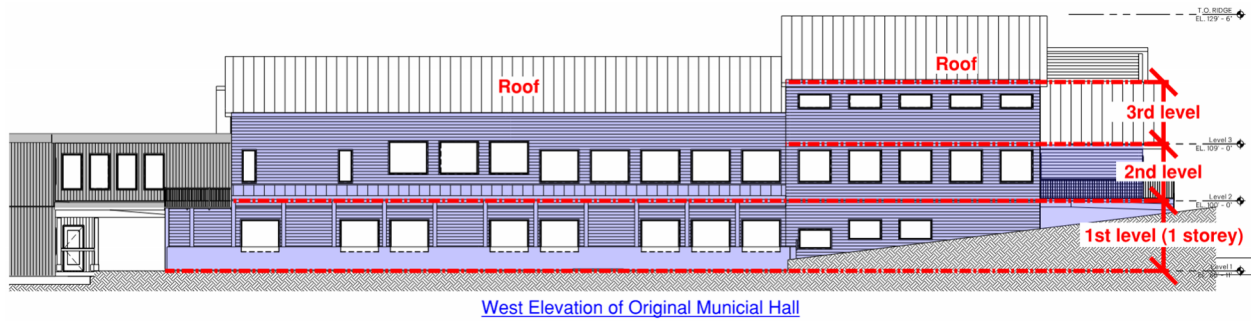 T.O. RIDGE
EL. 129' - 6"
Roof
Roof
3rd level
Level 3
EL. 109' - 0"
2nd level
Level 2
EL. 100' - 0"
1st level (1 storey)
Level 1
West Elevation of Original Municial Hall